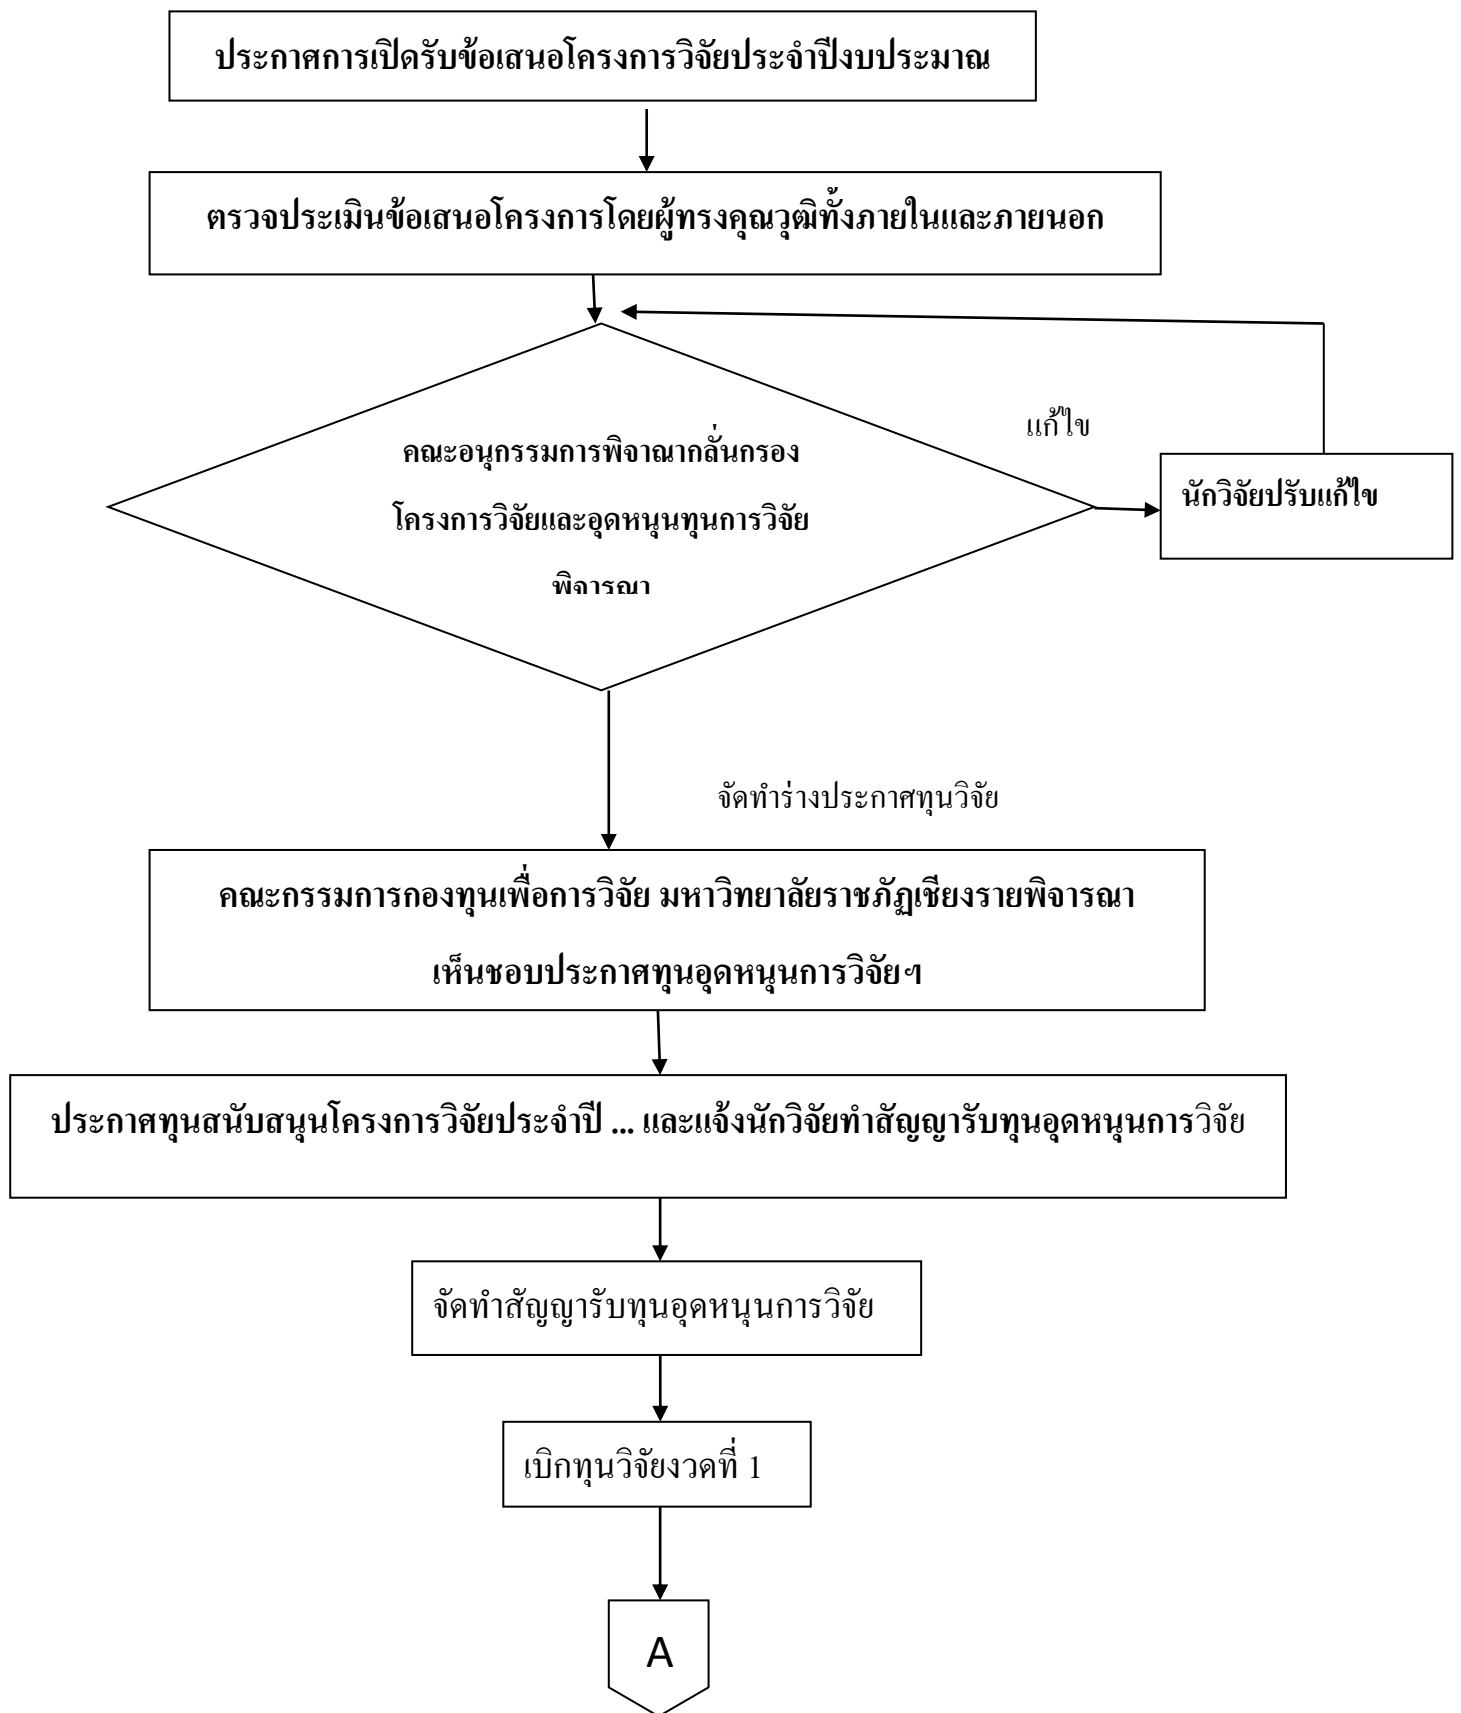 ประกาศการเปิดรับข้อเสนอโครงการวิจัยประจำปีงบประมาณ
ตรวจประเมินข้อเสนอโครงการโดยผู้ทรงคุณวุฒิทั้งภายในและภายนอก
แก้ไข
คณะอนุกรรมการพิจาณากลั่นกรอง
โครงการวิจัยและอุดหนุนทุนการวิจัย
พิจารณา
นักวิจัยปรับแก้ไข
จัดทำร่างประกาศทุนวิจัย
คณะกรรมการกองทุนเพื่อการวิจัย มหาวิทยาลัยราชภัฏเชียงรายพิจารณา
เห็นชอบประกาศทุนอุดหนุนการวิจัยฯ
ประกาศทุนสนับสนุนโครงการวิจัยประจำปี ... และแจ้งนักวิจัยทำสัญญารับทุนอุดหนุนการวิจัย
จัดทำสัญญารับทุนอุดหนุนการวิจัย
เบิกทุนวิจัยงวดที่ 1
A